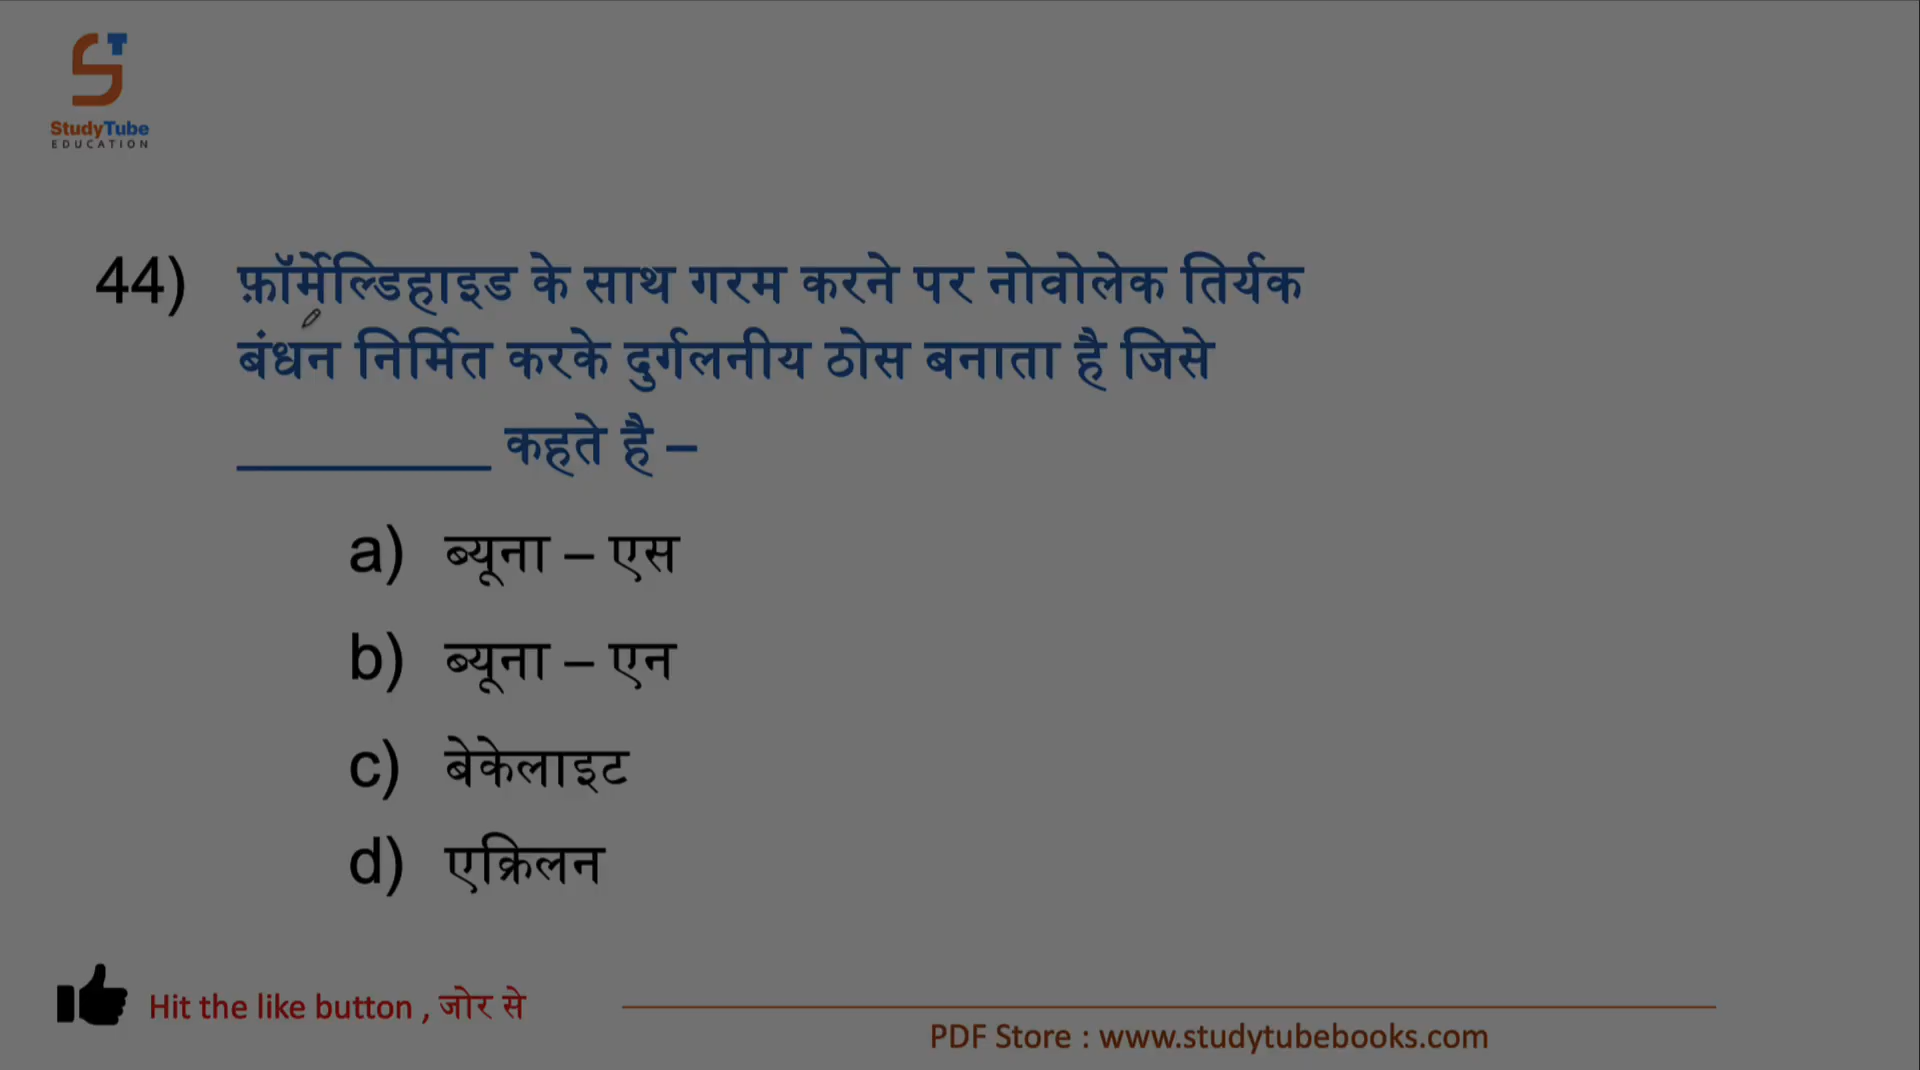 StudyTube
EDUCATION
44) फ़ॉर्मेल्डिहाइड के साथ गरम करने पर नोवोलेक तिर्यक
बंधन निर्मित करके दुर्गलनीय ठोस बनाता है जिसे
__________ कहते है –
a) ब्यूना – एस
b) ब्यूना – एन
c) बेकेलाइट
d) एक्रिलन
Hit the like button , जोर से
PDF Store : www.studytubebooks.com